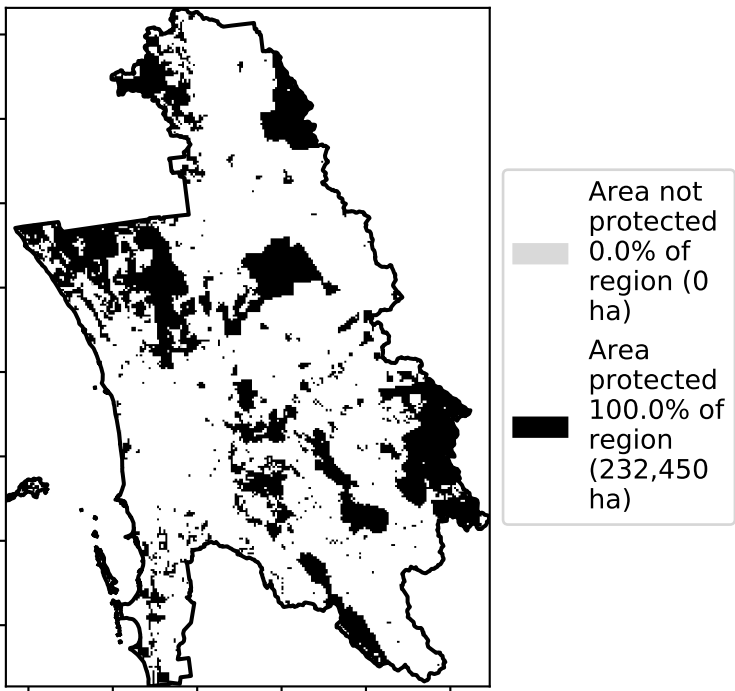 Area not
protected
0.0% of
region (0
ha)
Area
protected
100.0% of
region
(232,450
ha)